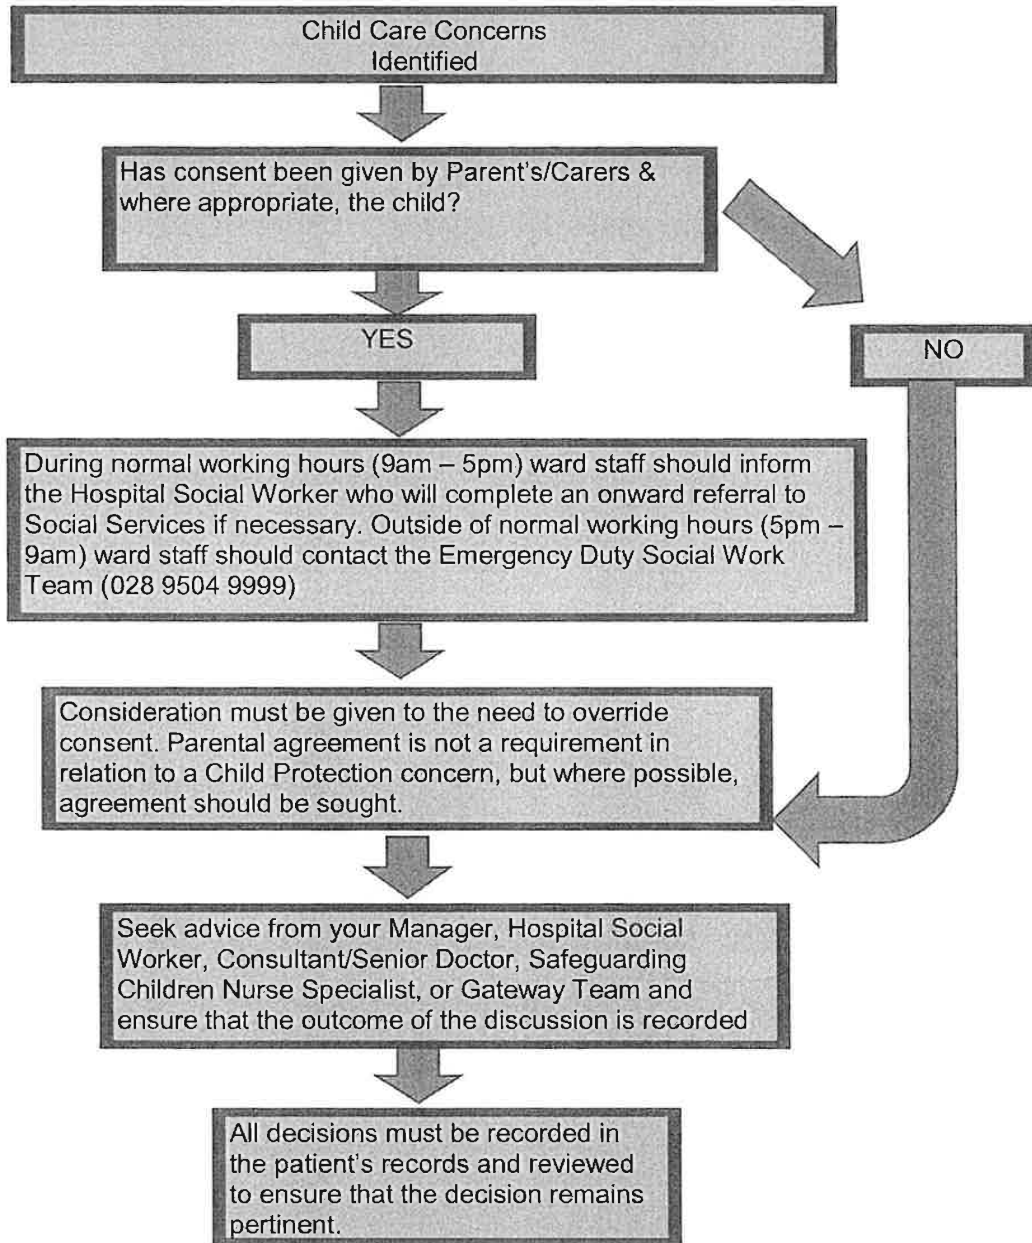 Child Care Concerns
Identified
Has consent been given by Parent's/Carers &
where appropriate, the child?
YES
NO
During normal working hours (9am – 5pm) ward staff should inform
the Hospital Social Worker who will complete an onward referral to
Social Services if necessary. Outside of normal working hours (5pm –
9am) ward staff should contact the Emergency Duty Social Work
Team (028 9504 9999)
Consideration must be given to the need to override
consent. Parental agreement is not a requirement in
relation to a Child Protection concern, but where possible,
agreement should be sought.
Seek advice from your Manager, Hospital Social
Worker, Consultant/Senior Doctor, Safeguarding
Children Nurse Specialist, or Gateway Team and
ensure that the outcome of the discussion is recorded
All decisions must be recorded in
the patient's records and reviewed
to ensure that the decision remains
pertinent.